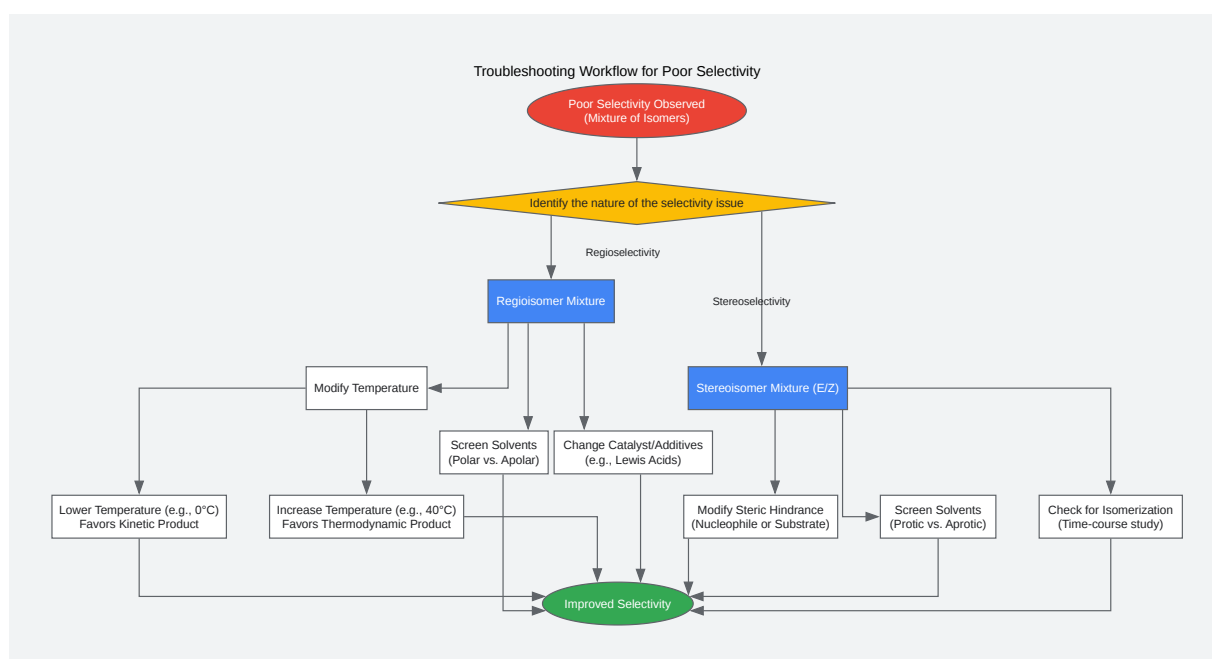 Troubleshooting Workflow for Poor Selectivity
Poor Selectivity Observed
(Mixture of Isomers)
Identify the nature of the selectivity issue
Regioselectivity
Regioisomer Mixture
Stereoselectivity
Modify Temperature
Stereoisomer Mixture (E/Z)
Screen Solvents
(Polar vs. Apolar)
Change Catalyst/Additives
(e.g., Lewis Acids)
Lower Temperature (e.g., 0°C)
Favors Kinetic Product
Increase Temperature (e.g., 40°C)
Favors Thermodynamic Product
Modify Steric Hindrance
(Nucleophile or Substrate)
Screen Solvents
(Protic vs. Aprotic)
Check for Isomerization
(Time-course study)
Improved Selectivity